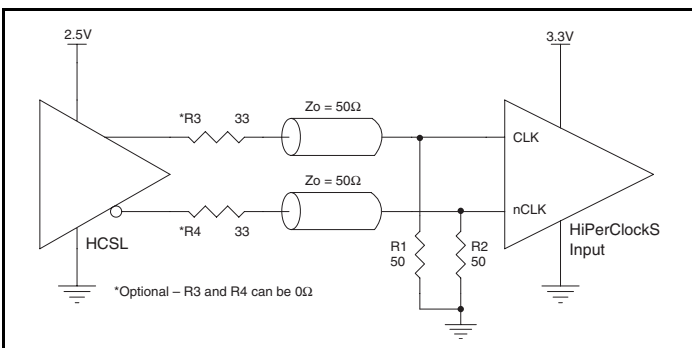 2.5V
3.3V
*R3 33
Zo = 50Ω
CLK
Zo = 50Ω
nCLK
*R4 33
HCSL
R1
50
R2
50
HiPerClockS
Input
*Optional – R3 and R4 can be 0Ω